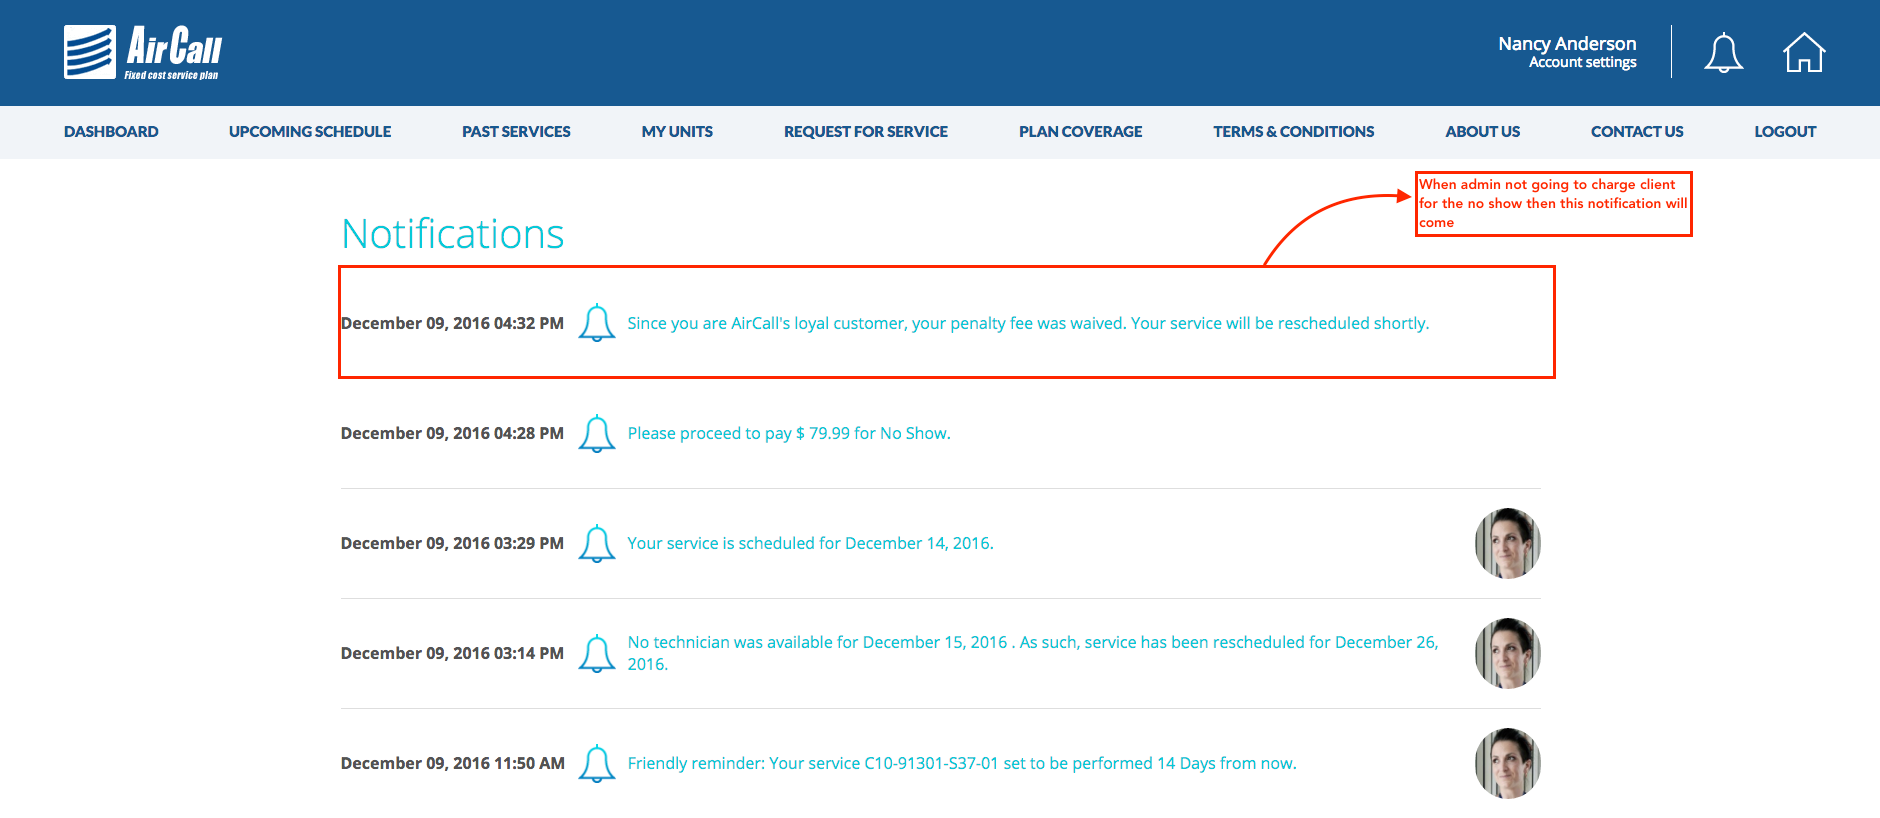 AirCall
Fixed cost service plan
Nancy Anderson
Account settings
DASHBOARD UPCOMING SCHEDULE PAST SERVICES MY UNITS REQUEST FOR SERVICE PLAN COVERAGE TERMS & CONDITIONS ABOUT US CONTACT US LOGOUT
When admin not going to charge client
for the no show then this notification will
come
Notifications
December 09, 2016 04:32 PM Since you are AirCall's loyal customer, your penalty fee was waived. Your service will be rescheduled shortly.
December 09, 2016 04:28 PM Please proceed to pay $ 79.99 for No Show.
December 09, 2016 03:29 PM Your service is scheduled for December 14, 2016.
December 09, 2016 03:14 PM No technician was available for December 15, 2016 . As such, service has been rescheduled for December 26,
2016.
December 09, 2016 11:50 AM Friendly reminder: Your service C10-91301-S37-01 set to be performed 14 Days from now.